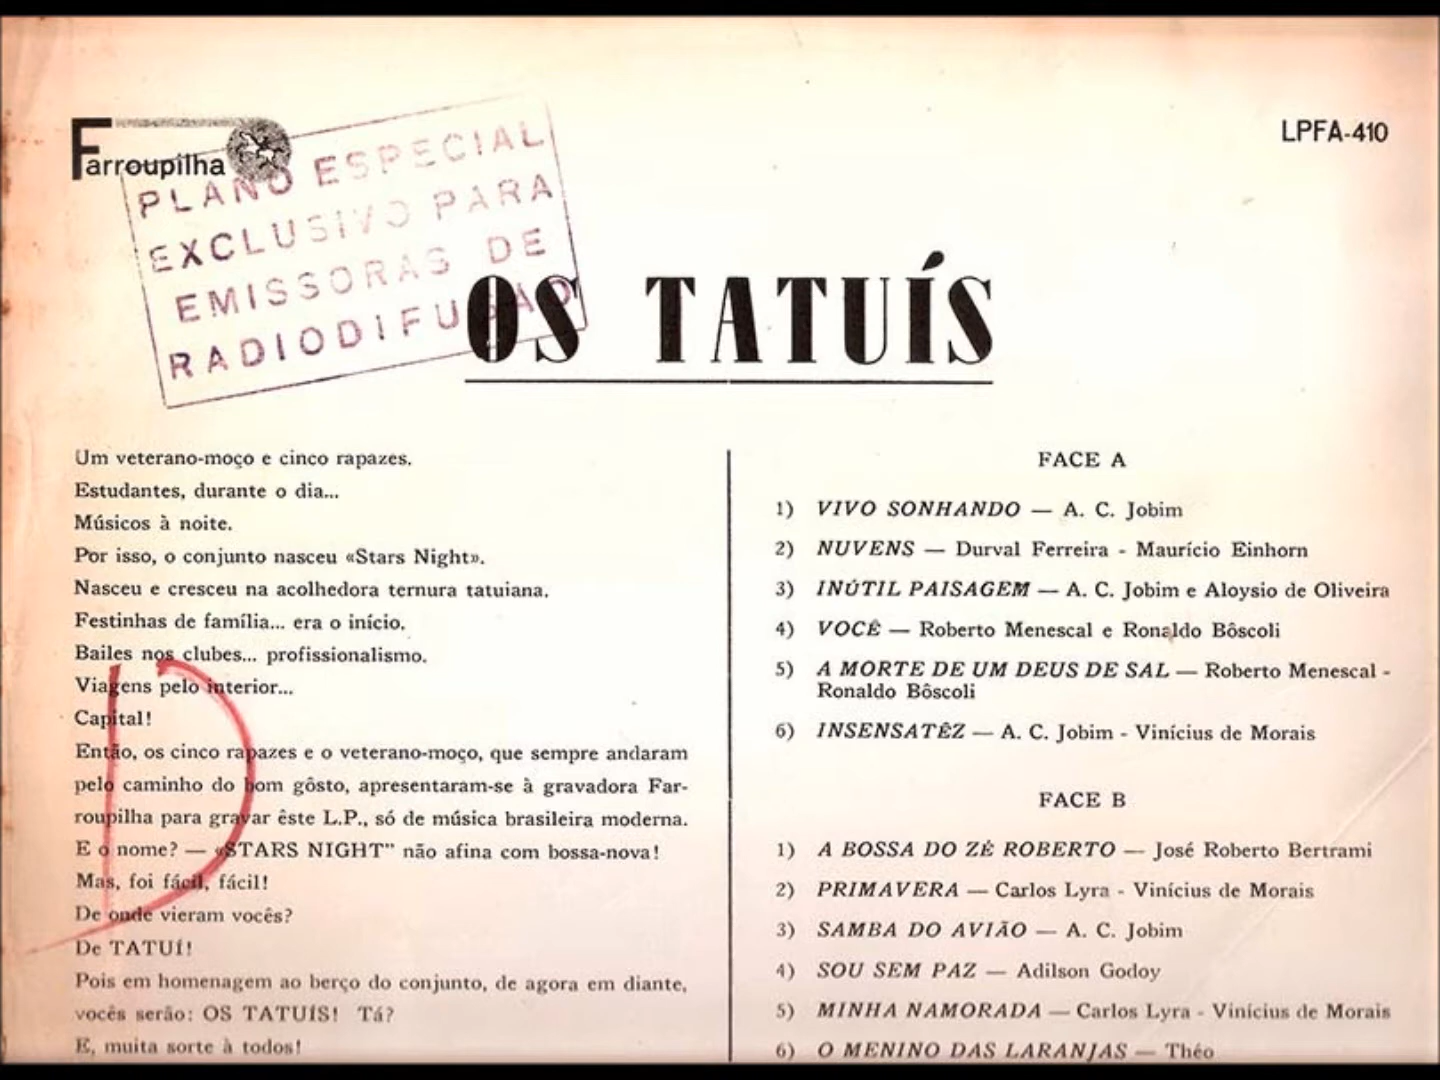 Farroupilha
LPFA-410
PLANO ESPECIAL
EXCLUSIVO PARA
EMISSORAS DE
RADIODIFUSÃO
OS TATUÍS
Um veterano-moço e cinco rapazes.
Estudantes, durante o dia...
Músicos à noite.
Por isso, o conjunto nasceu «Stars Night».
Nasceu e cresceu na acolhedora ternura tatuiana.
Festinhas de família... era o início.
Bailes nos clubes... profissionalismo.
Viagens pelo interior...
Capital!
Então, os cinco rapazes e o veterano-moço, que sempre andaram
pelo caminho do bom gôsto, apresentaram-se à gravadora Far-
roupilha para gravar êste L.P., só de música brasileira moderna.
E o nome? — «STARS NIGHT" não afina com bossa-nova!
Mas, foi fácil, fácil!
De onde vieram vocês?
De TATUÍ!
Pois em homenagem ao berço do conjunto, de agora em diante,
vocês serão: OS TATUÍS! Tá?
E, muita sorte à todos!
D
FACE A
1) VIVO SONHANDO — A. C. Jobim
2) NUVENS — Durval Ferreira - Maurício Einhorn
3) INÚTIL PAISAGEM — A. C. Jobim e Aloysio de Oliveira
4) VOCÊ — Roberto Menescal e Ronaldo Bôscoli
5) A MORTE DE UM DEUS DE SAL — Roberto Menescal -
Ronaldo Bôscoli
6) INSENSATÊZ — A. C. Jobim - Vinícius de Morais
FACE B
1) A BOSSA DO ZÉ ROBERTO — José Roberto Bertrami
2) PRIMAVERA — Carlos Lyra - Vinícius de Morais
3) SAMBA DO AVIÃO — A. C. Jobim
4) SOU SEM PAZ — Adilson Godoy
5) MINHA NAMORADA — Carlos Lyra - Vinícius de Morais
6) O MENINO DAS LARANJAS — Théo